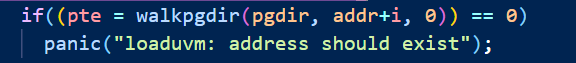 if((pte = walkpgdir(pgdir, addr+i, 0)) == 0)
panic("loaduvm: address should exist");